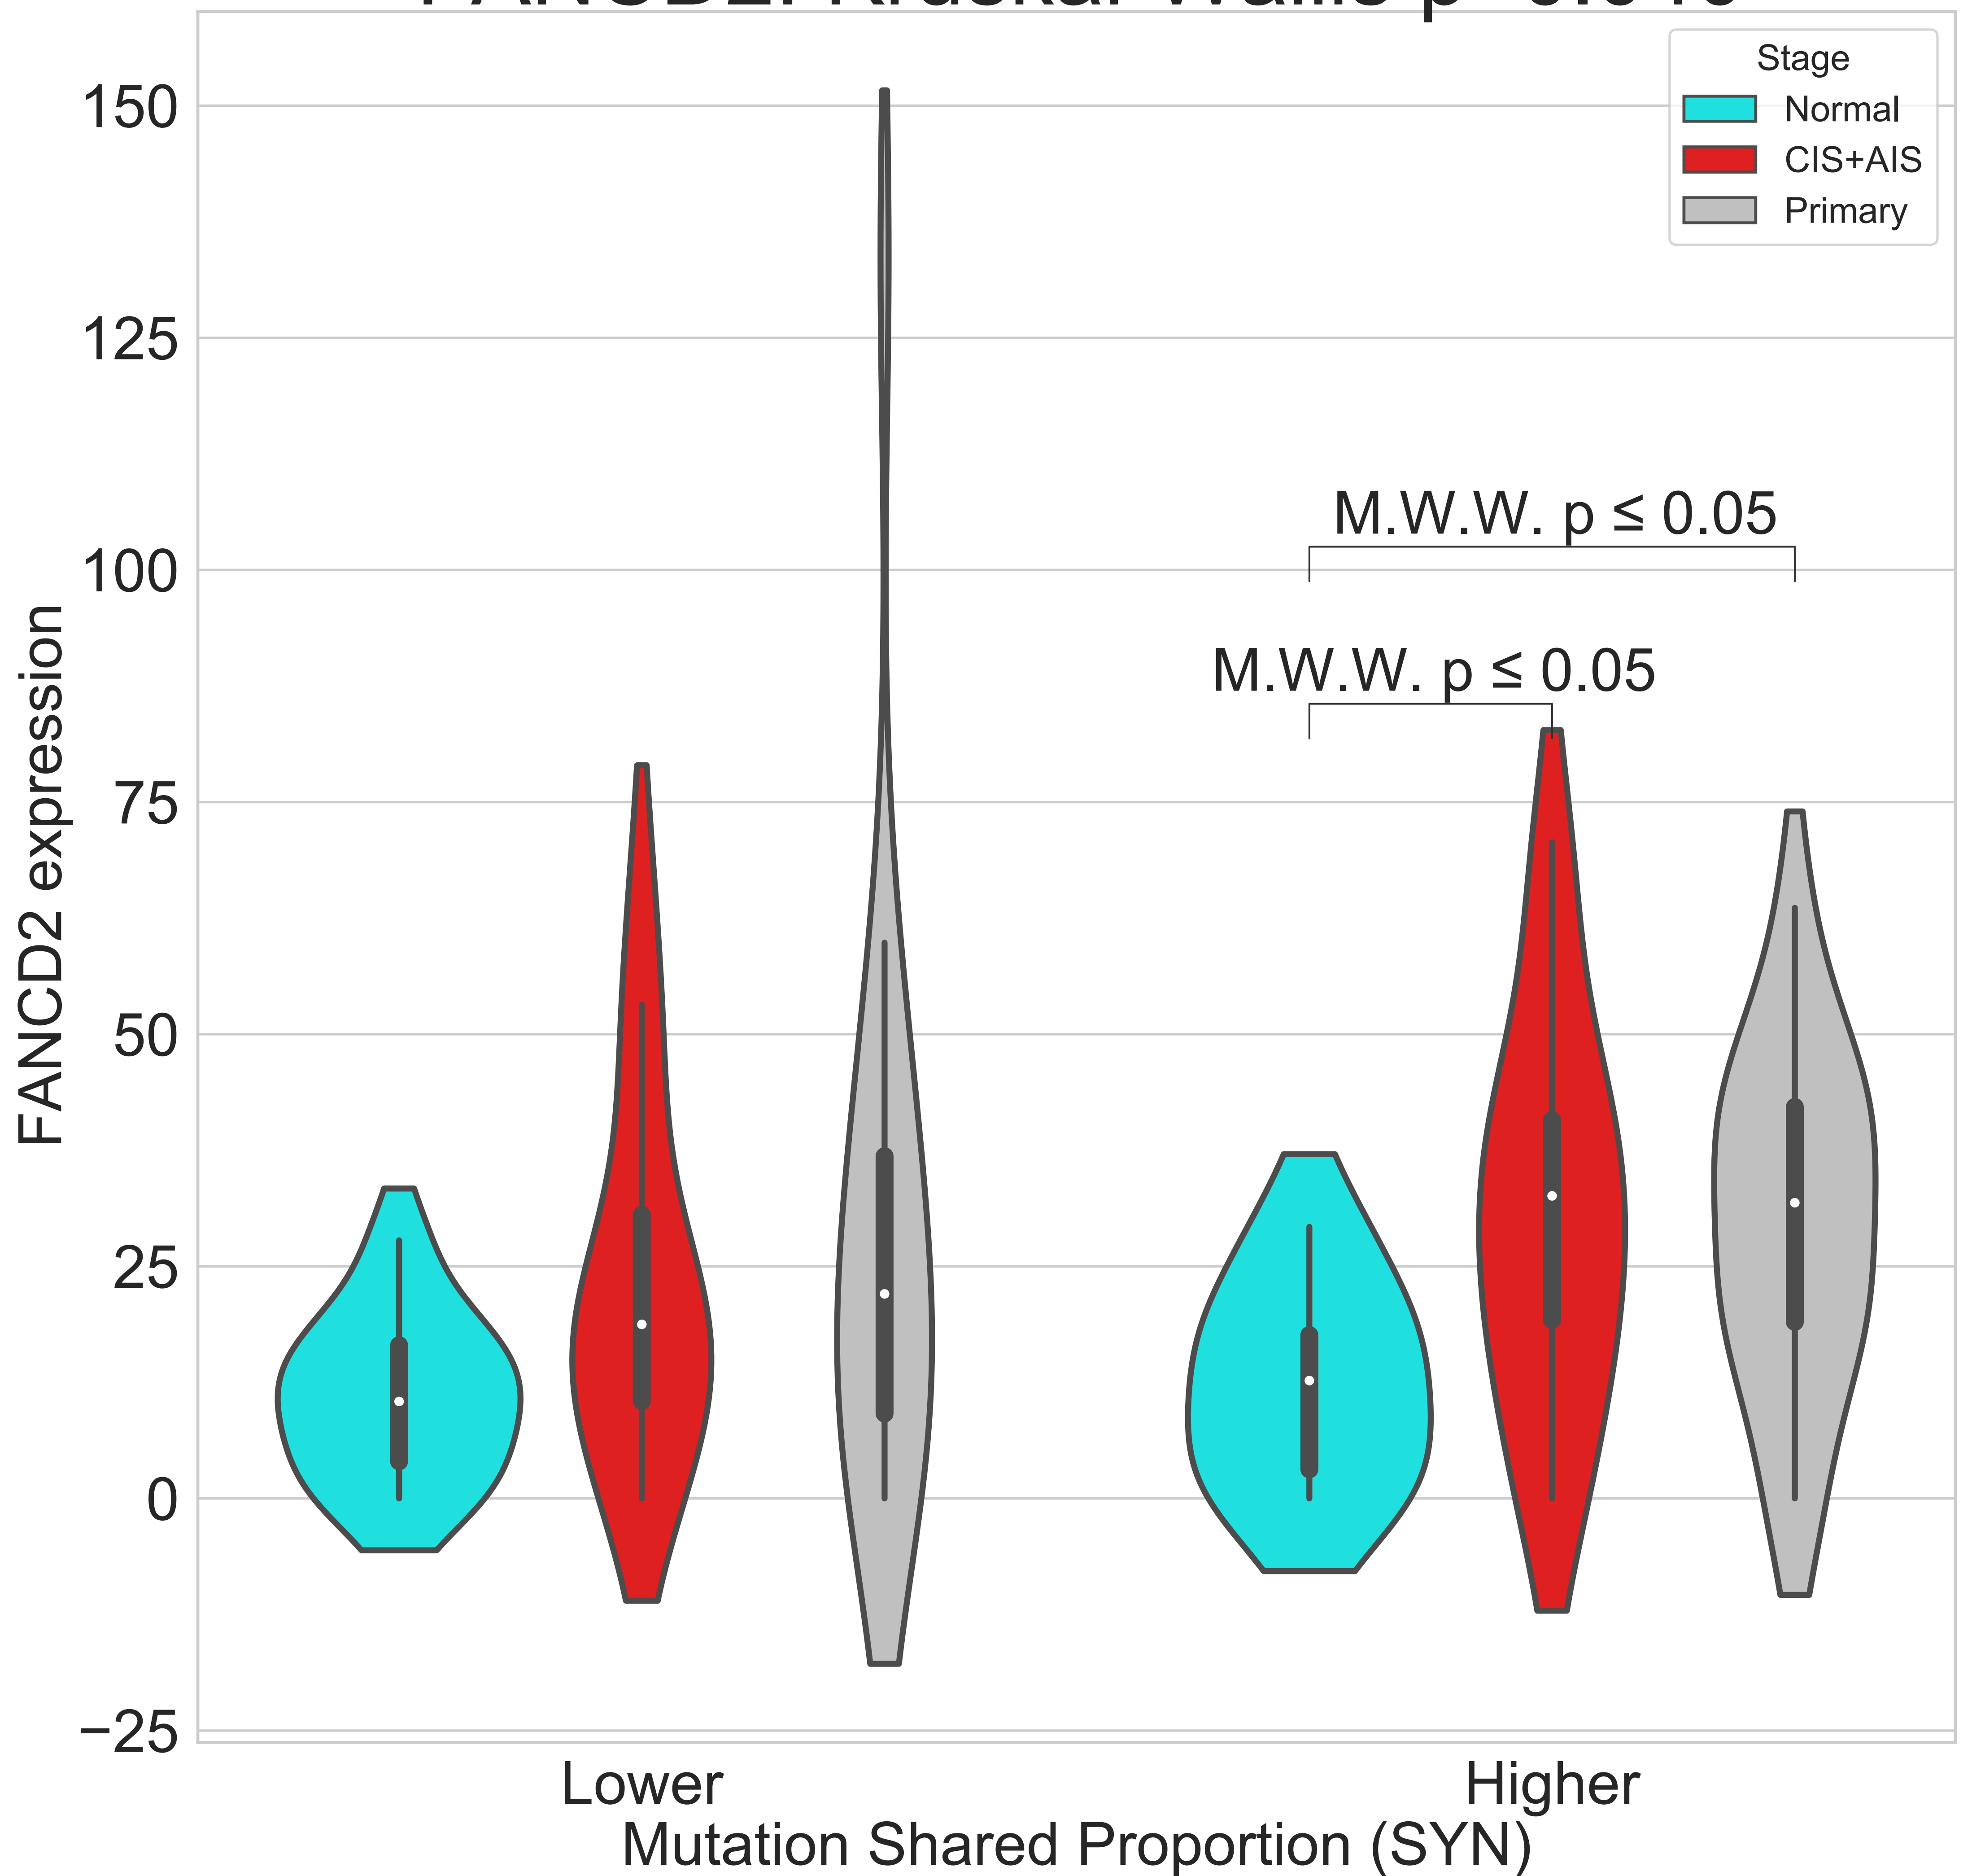 150
125
100
75
50
25
0
−25
FANCD2 expression
Stage
Normal
CIS+AIS
Primary
M.W.W. p ≤ 0.05
M.W.W. p ≤ 0.05
Lower
Higher
Mutation Shared Proportion (SYN)